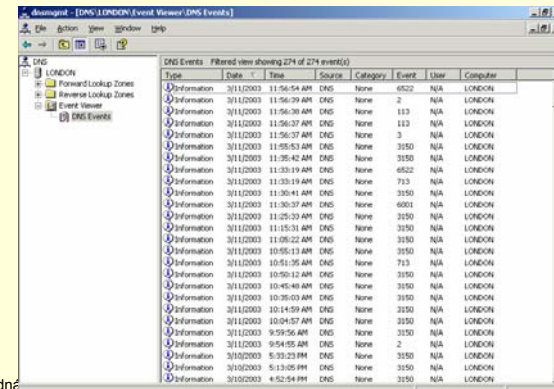 dnsmgmt - [DNS\LONDON\Event Viewer\DNS Events]
File Action View Window Help
DNS
LONDON
Forward Lookup Zones
Reverse Lookup Zones
Event Viewer
DNS Events
DNS Events Filtered view showing 274 of 274 event(s)
Type Date Time Source Category Event User Computer
Information 3/11/2003 11:56:54 AM DNS None 6522 N/A LONDON
Information 3/11/2003 11:56:39 AM DNS None 2 N/A LONDON
Information 3/11/2003 11:56:38 AM DNS None 113 N/A LONDON
Information 3/11/2003 11:56:37 AM DNS None 113 N/A LONDON
Information 3/11/2003 11:56:37 AM DNS None 3 N/A LONDON
Information 3/11/2003 11:55:53 AM DNS None 3150 N/A LONDON
Information 3/11/2003 11:35:42 AM DNS None 3150 N/A LONDON
Information 3/11/2003 11:33:19 AM DNS None 6522 N/A LONDON
Information 3/11/2003 11:33:19 AM DNS None 713 N/A LONDON
Information 3/11/2003 11:30:41 AM DNS None 3150 N/A LONDON
Information 3/11/2003 11:30:37 AM DNS None 6001 N/A LONDON
Information 3/11/2003 11:25:33 AM DNS None 3150 N/A LONDON
Information 3/11/2003 11:15:31 AM DNS None 3150 N/A LONDON
Information 3/11/2003 11:05:22 AM DNS None 3150 N/A LONDON
Information 3/11/2003 10:55:13 AM DNS None 3150 N/A LONDON
Information 3/11/2003 10:51:35 AM DNS None 713 N/A LONDON
Information 3/11/2003 10:50:12 AM DNS None 3150 N/A LONDON
Information 3/11/2003 10:45:48 AM DNS None 3150 N/A LONDON
Information 3/11/2003 10:35:03 AM DNS None 3150 N/A LONDON
Information 3/11/2003 10:14:59 AM DNS None 3150 N/A LONDON
Information 3/11/2003 10:04:57 AM DNS None 3150 N/A LONDON
Information 3/11/2003 9:59:56 AM DNS None 3150 N/A LONDON
Information 3/11/2003 9:54:55 AM DNS None 2 N/A LONDON
Information 3/10/2003 5:33:23 PM DNS None 3150 N/A LONDON
Information 3/10/2003 5:13:05 PM DNS None 3150 N/A LONDON
Information 3/10/2003 4:52:54 PM DNS None 3150 N/A LONDON